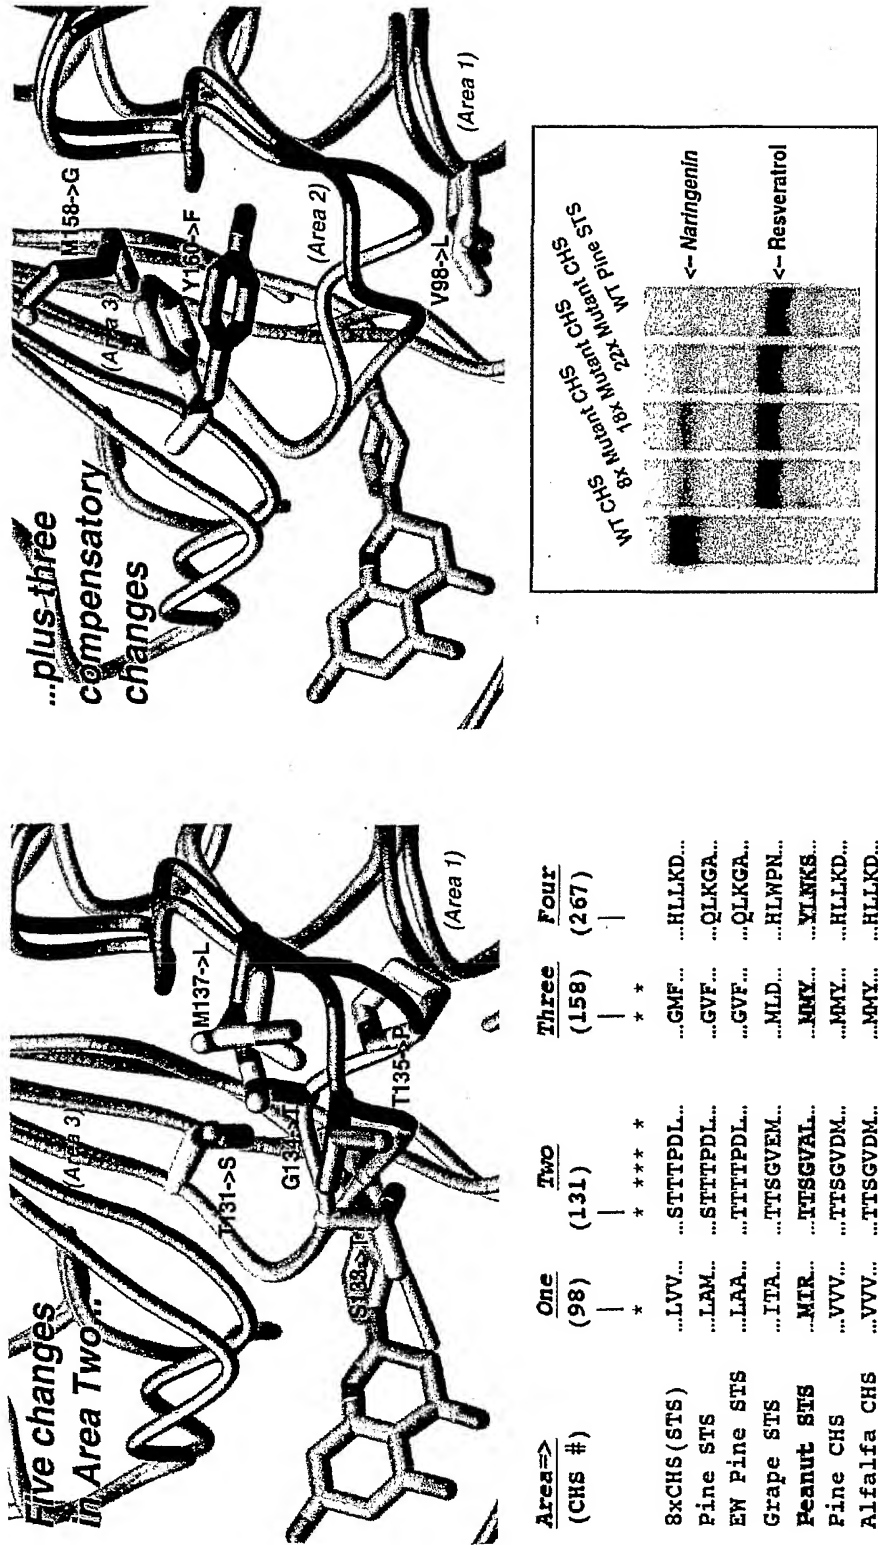 Five changes
in Area Two...
(Area 3)
T131->S
M137->L
G134->T
S133->T
T135->P
(Area 1)
...plus three
compensatory
changes
M158->G
(Area 3)
Y160->F
(Area 2)
V98->L
(Area 1)
Area=> One Two Three Four
(CHS #) (98) (131) (158) (267)
* * *** * * *
8xCHS(STS) ...LVV... ...STTTPDL... ...GMF... ...HLLKD...
Pine STS ...LAM... ...STTTPDL... ...GVF... ...QLKGA...
EW Pine STS ...LAA... ...TTTTPDL... ...GVF... ...QLKGA...
Grape STS ...ITA... ...TTSGVEM... ...MLD... ...HLWPN...
Peanut STS ...MTR... ...TTSGVAL... ...MMY... ...YLNKS...
Pine CHS ...VVV... ...TTSGVDM... ...MMY... ...HLLKD...
Alfalfa CHS ...VVV... ...TTSGVDM... ...MMY... ...HLLKD...
WT CHS
8x Mutant CHS
18x Mutant CHS
22x Mutant CHS
WT Pine STS
<- Naringenin
<- Resveratrol